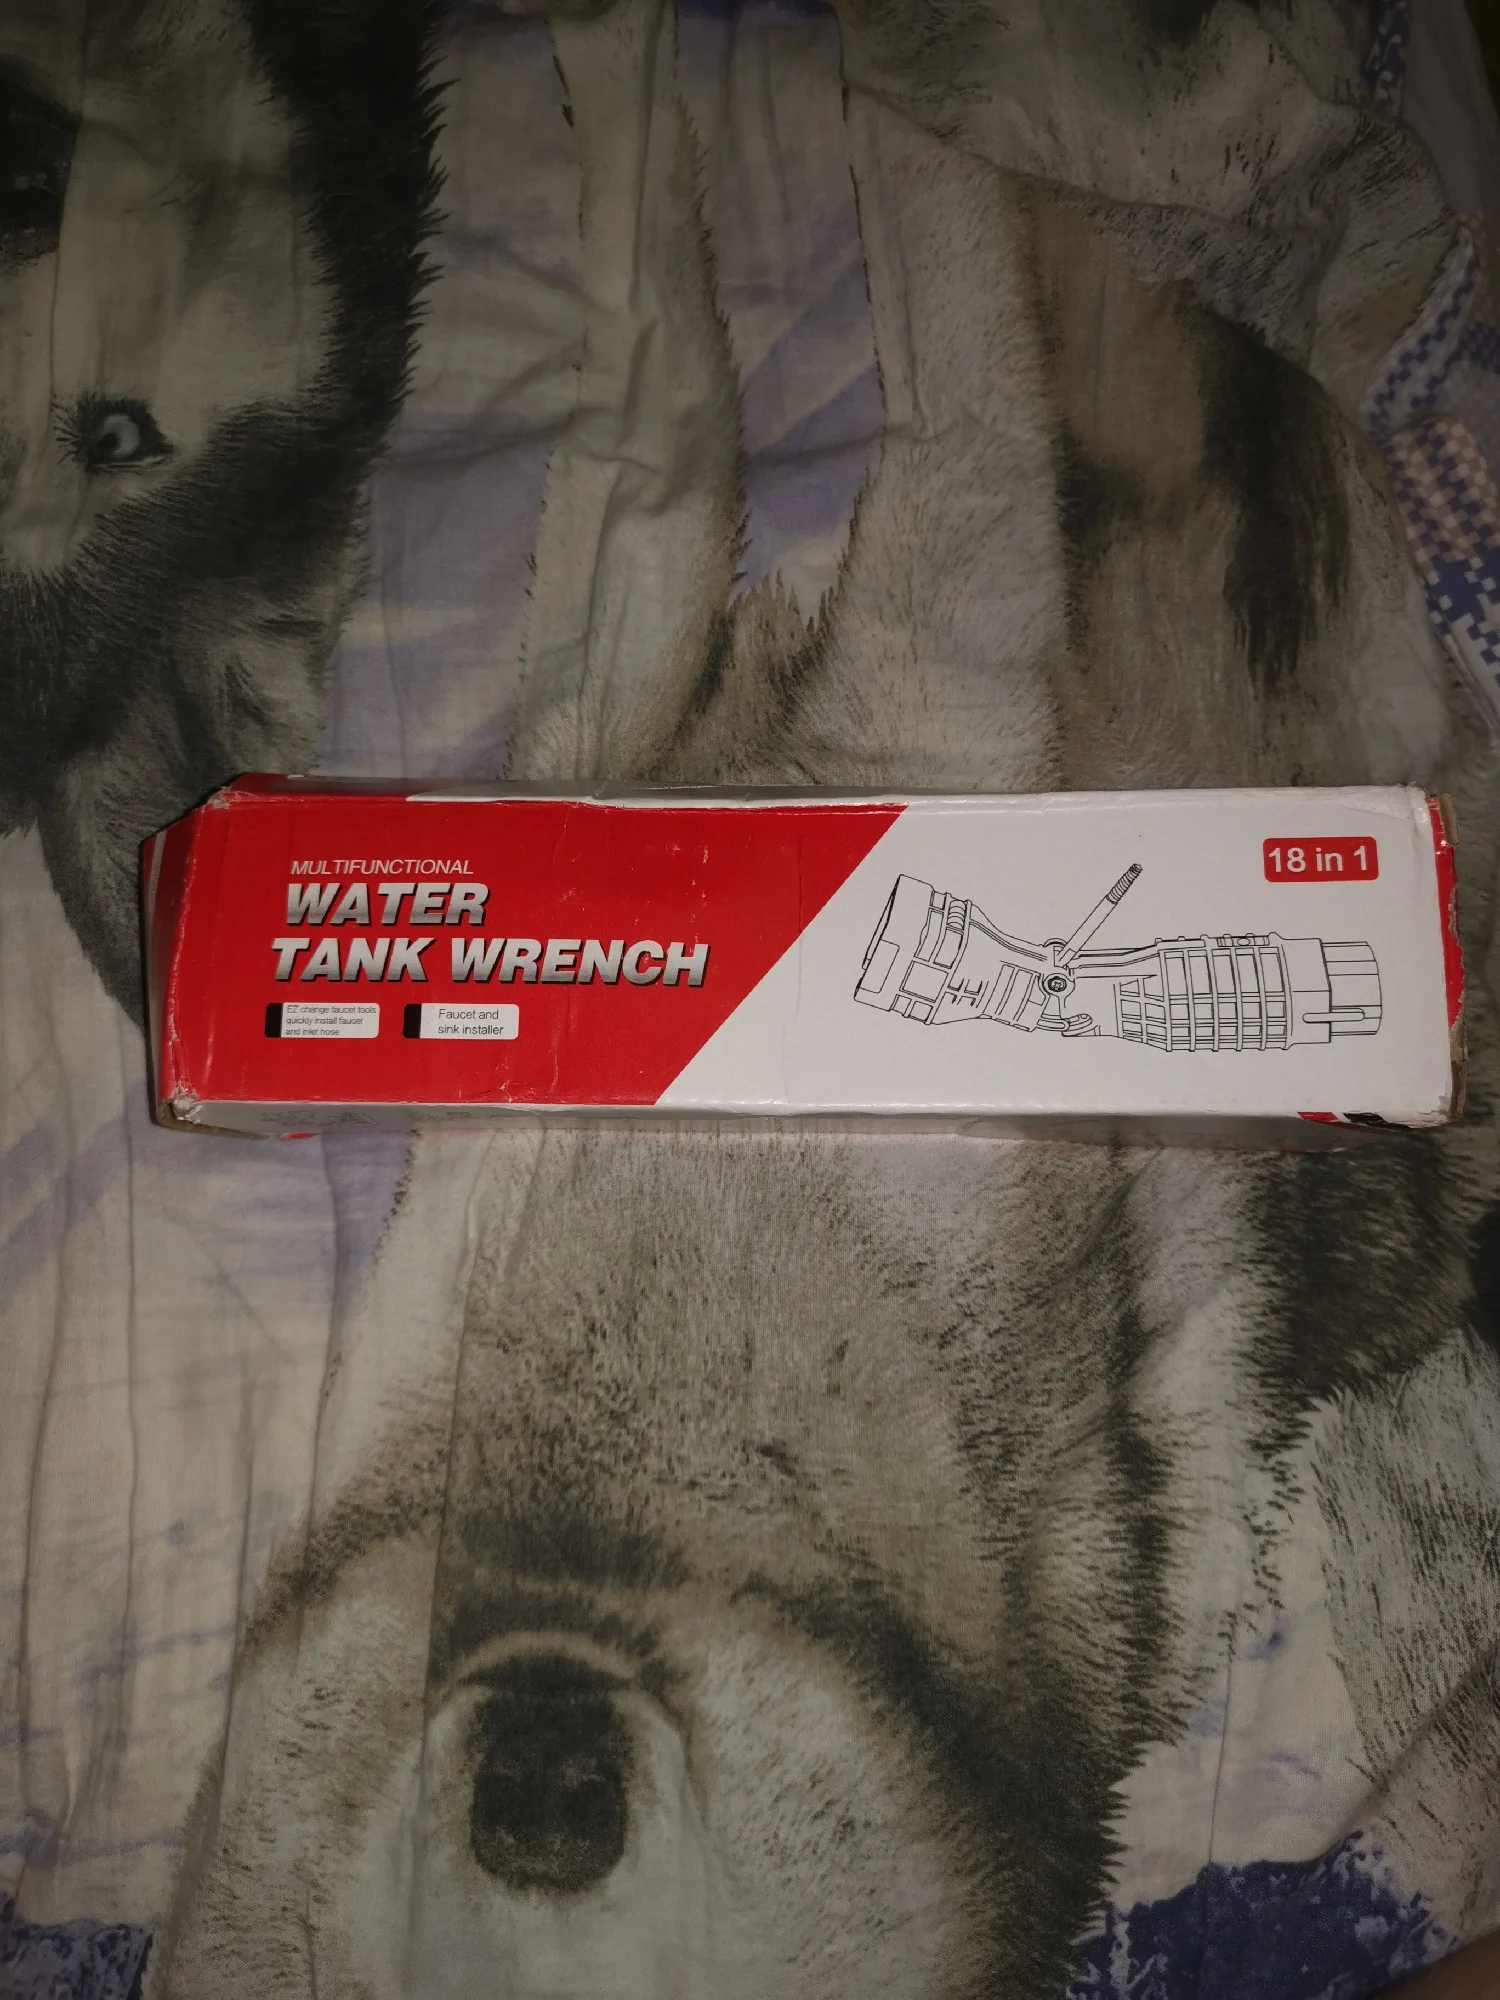 MULTIFUNCTIONAL
WATER
TANK WRENCH
EZ change faucet tools
quickly install faucet
and inlet hose
Faucet and
sink installer
18 in 1